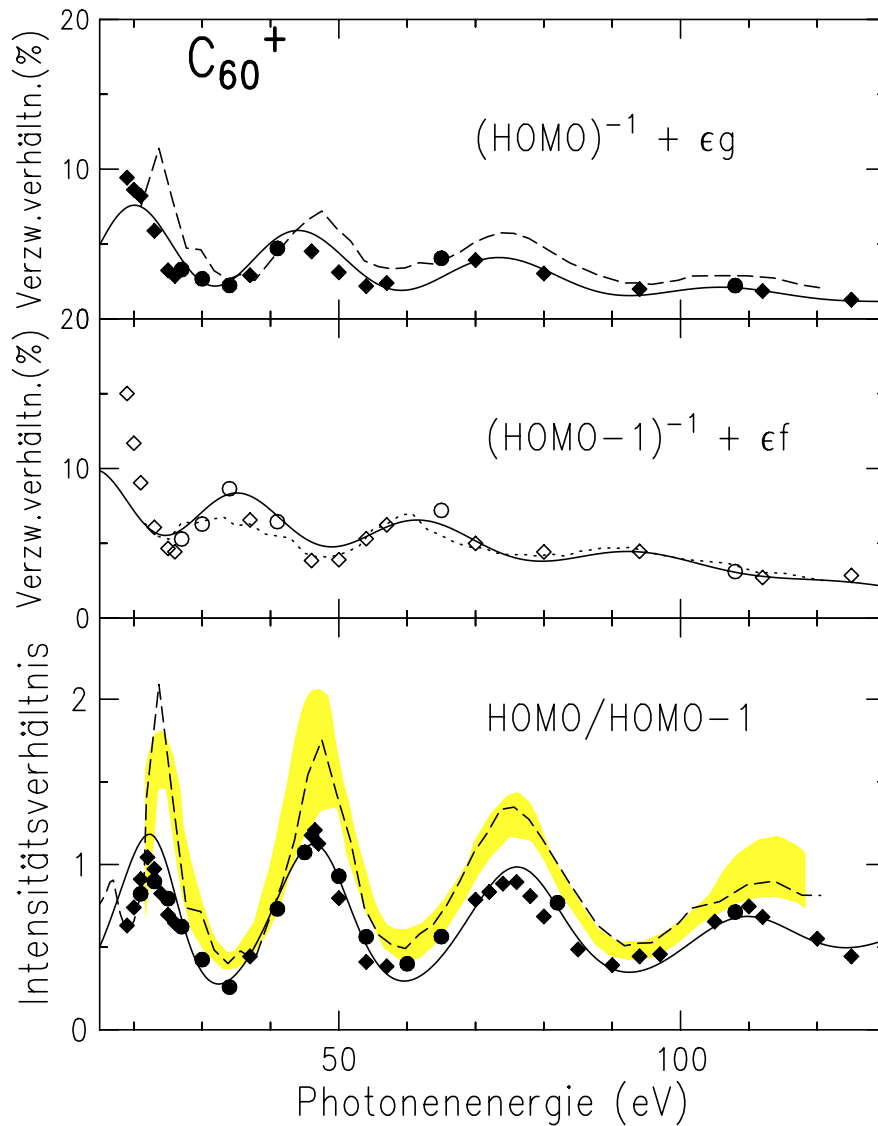 20
C₆₀⁺
(HOMO)⁻¹ + ϵg
10
Verzw.verhältn.(%)
20
(HOMO-1)⁻¹ + ϵf
10
Verzw.verhältn.(%)
0
HOMO/HOMO-1
2
1
0
Intensitätsverhältnis
50 100
Photonenenergie (eV)